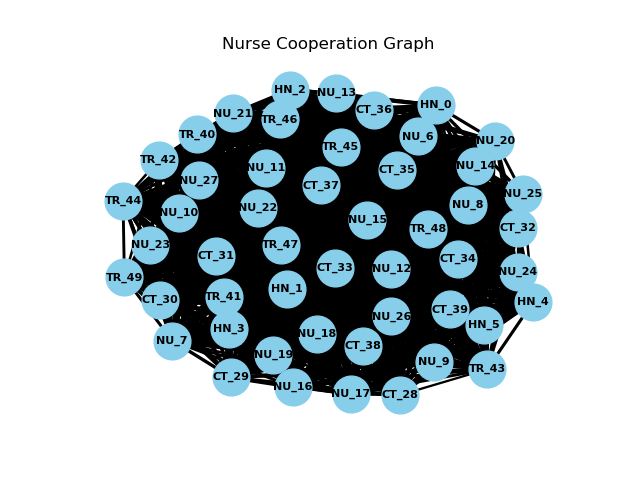 Nurse Cooperation Graph
HN_2
NU_13
HN_0
CT_36
NU_21
TR_46
TR_40
NU_6
NU_20
TR_45
TR_42
NU_14
NU_11
CT_35
NU_27
CT_37
NU_25
TR_44
NU_8
NU_22
NU_10
NU_15
CT_32
TR_48
NU_23
TR_47
CT_31
CT_34
CT_33
NU_12
NU_24
TR_49
HN_1
TR_41
CT_30
HN_4
CT_39
NU_26
HN_5
HN_3
NU_18
NU_7
CT_38
NU_19
NU_9
TR_43
CT_29
NU_16
NU_17
CT_28